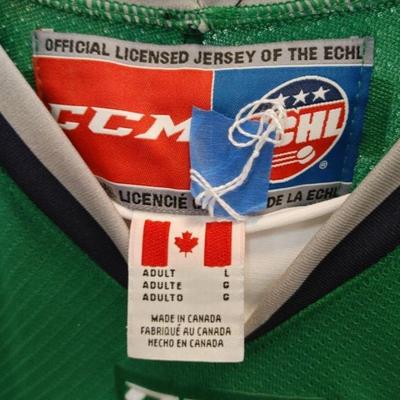 OFFICIAL LICENSED JERSEY OF THE ECHL
CCM
ECHL
LICENCIÉ
DE LA ECHL
ADULT L
ADULTE G
ADULTO G
MADE IN CANADA
FABRIQUÉ AU CANADA
HECHO EN CANADA